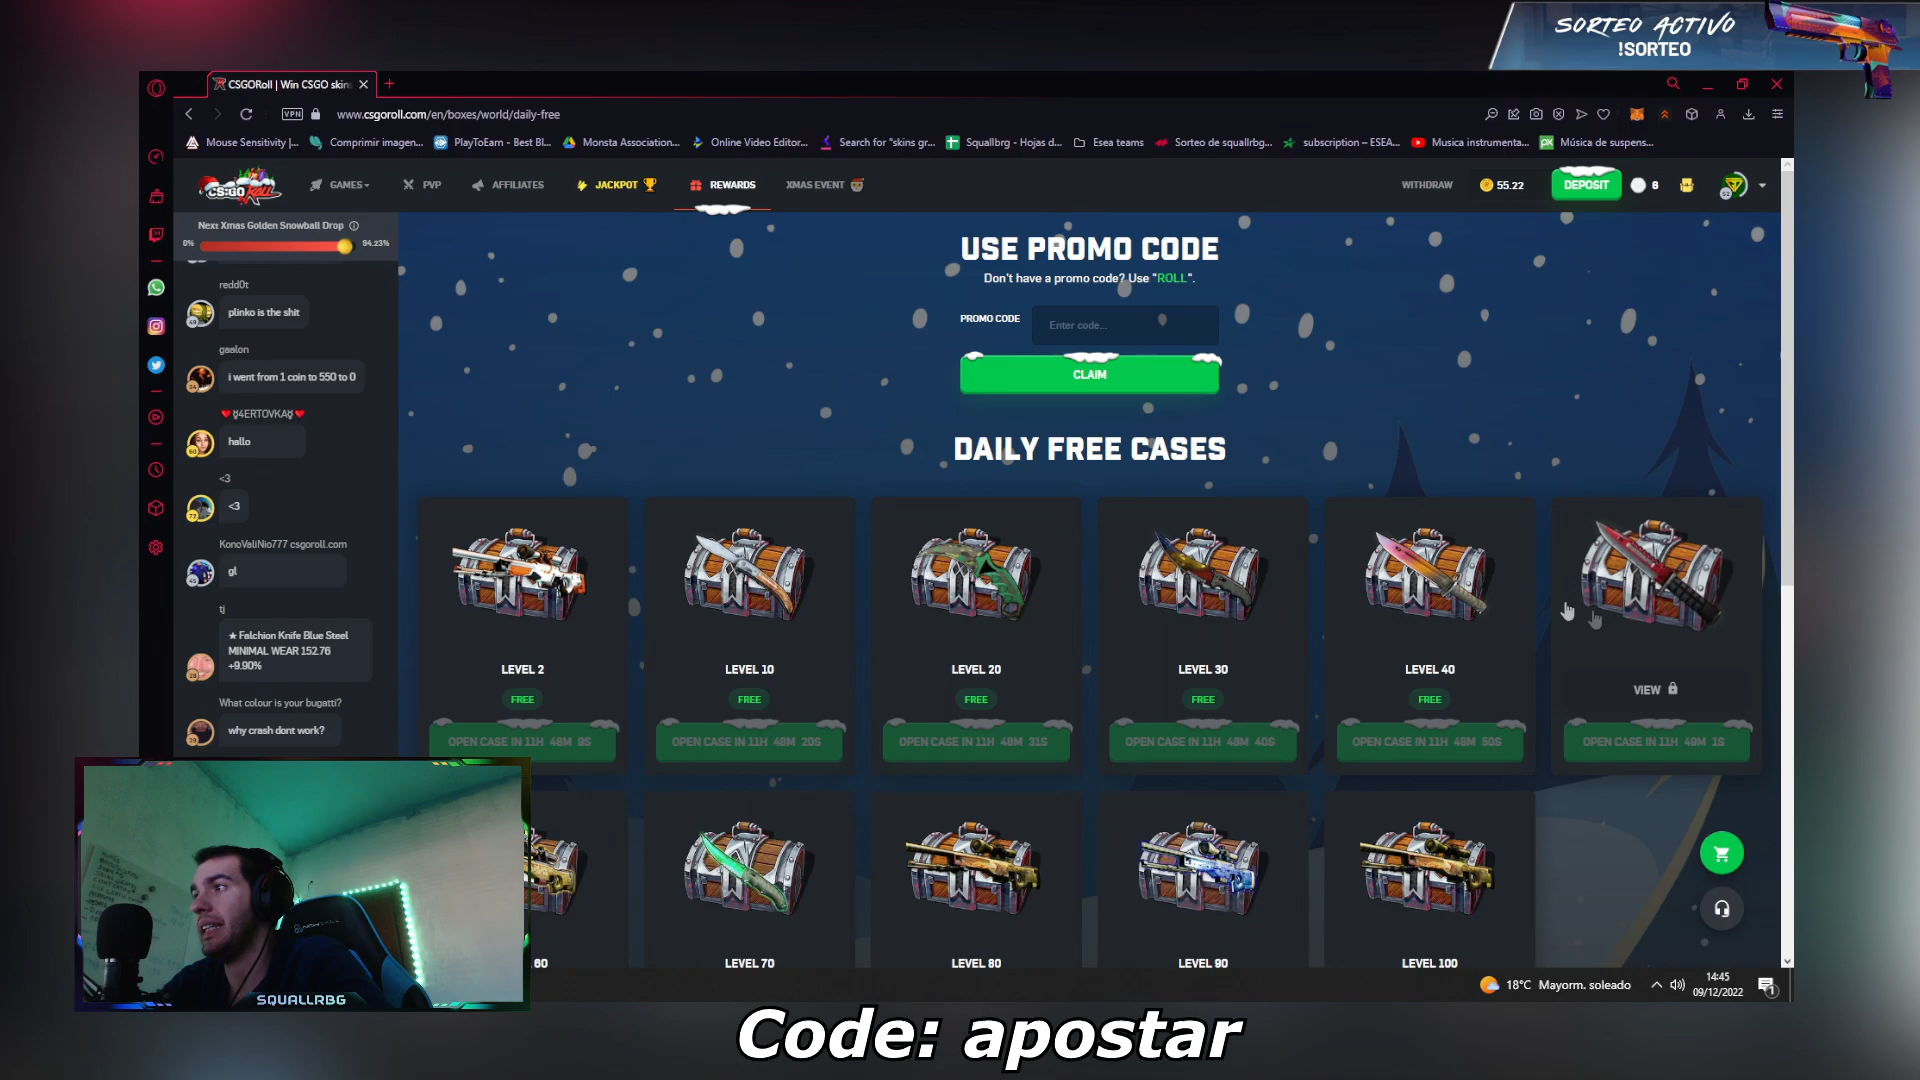 SORTEO ACTIVO
!SORTEO
CSGORoll | Win CSGO skins
VPN
www.csgoroll.com/en/boxes/world/daily-free
Mouse Sensitivity |...
Comprimir imagen...
PlayToEarn - Best Bl...
Monsta Association...
Online Video Editor...
Search for "skins gr...
Squallbrg - Hojas d...
Esea teams
Sorteo de squallrbg...
subscription – ESEA...
Musica instrumenta...
Música de suspens...
CS:GO ROLL
GAMES
PVP
AFFILIATES
JACKPOT
REWARDS
XMAS EVENT
WITHDRAW
55.22
DEPOSIT
6
Next Xmas Golden Snowball Drop
0%
94.23%
redd0t
plinko is the shit
gaalon
i went from 1 coin to 550 to 0
hallo
<3
<3
KonoValiNio777 csgoroll.com
gl
tj
★ Falchion Knife Blue Steel
MINIMAL WEAR 152.76
+9.90%
What colour is your bugatti?
why crash dont work?
USE PROMO CODE
Don't have a promo code? Use "ROLL".
PROMO CODE
Enter code...
CLAIM
DAILY FREE CASES
LEVEL 2
LEVEL 10
LEVEL 20
LEVEL 30
LEVEL 40
VIEW
FREE
FREE
FREE
FREE
FREE
OPEN CASE IN 11H 48M 9S
OPEN CASE IN 11H 48M 20S
OPEN CASE IN 11H 48M 31S
OPEN CASE IN 11H 48M 40S
OPEN CASE IN 11H 48M 50S
OPEN CASE IN 11H 49M 1S
60
LEVEL 70
LEVEL 80
LEVEL 90
LEVEL 100
SQUALLRBG
18°C Mayorm. soleado
14:45
09/12/2022
1
Code: apostar